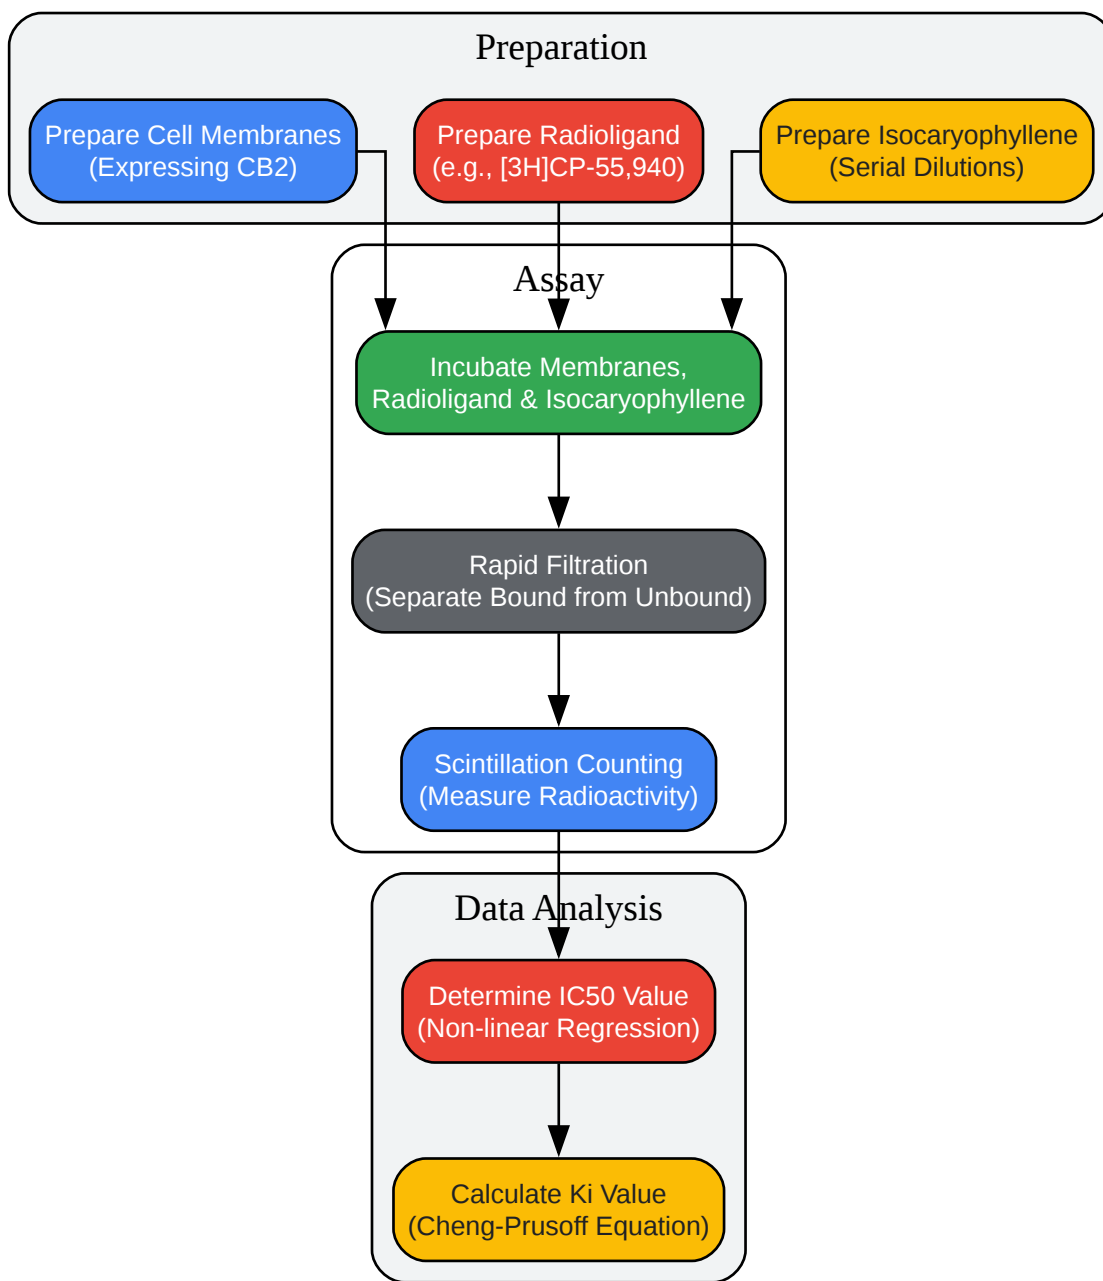 Preparation
Prepare Cell Membranes
(Expressing CB2)
Prepare Radioligand
(e.g., [3H]CP-55,940)
Prepare Isocaryophyllene
(Serial Dilutions)
Assay
Incubate Membranes,
Radioligand & Isocaryophyllene
Rapid Filtration
(Separate Bound from Unbound)
Scintillation Counting
(Measure Radioactivity)
Data Analysis
Determine IC50 Value
(Non-linear Regression)
Calculate Ki Value
(Cheng-Prusoff Equation)